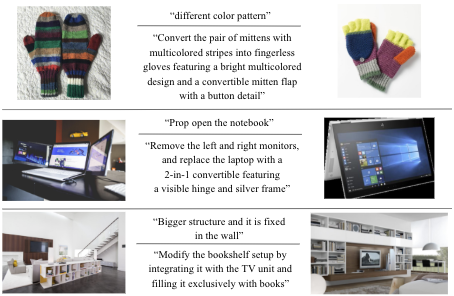 “different color pattern”
“Convert the pair of mittens with
multicolored stripes into fingerless
gloves featuring a bright multicolored
design and a convertible mitten flap
with a button detail”
“Prop open the notebook”
“Remove the left and right monitors,
and replace the laptop with a
2-in-1 convertible featuring
a visible hinge and silver frame”
“Bigger structure and it is fixed
in the wall”
“Modify the bookshelf setup by
integrating it with the TV unit and
filling it exclusively with books”